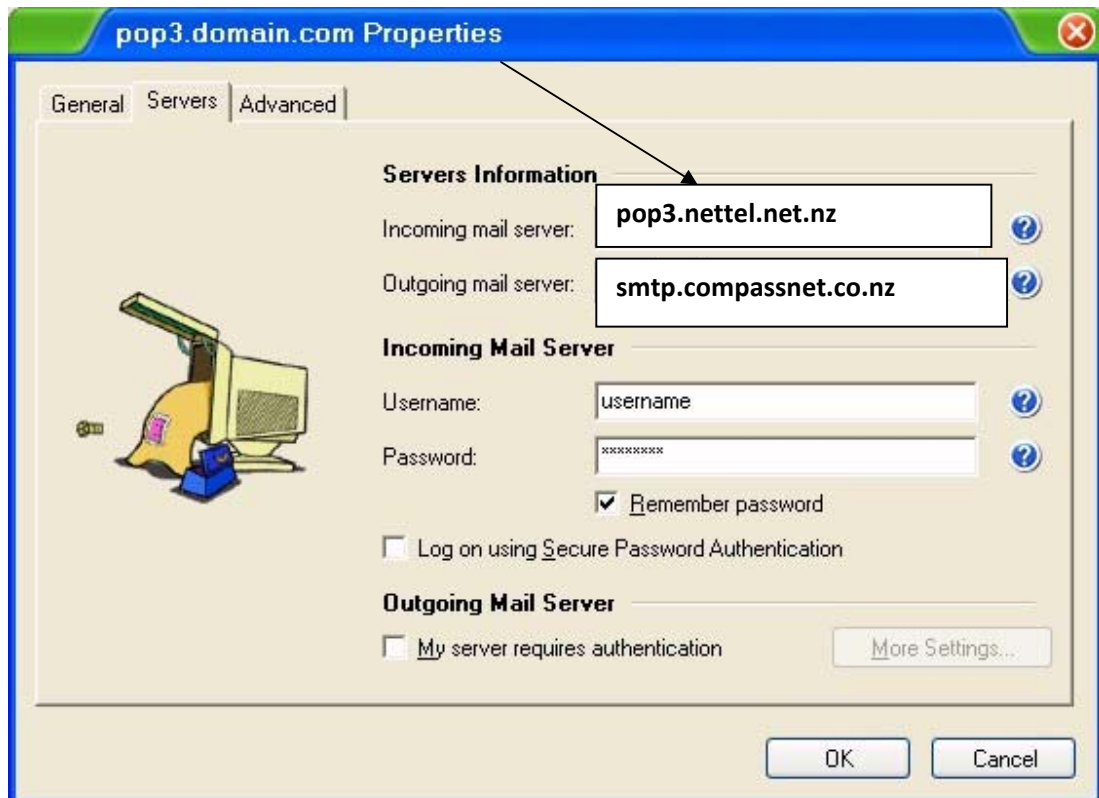 pop3.domain.com Properties
General Servers Advanced
Servers Information
Incoming mail server: pop3.nettel.net.nz
Outgoing mail server: smtp.compassnet.co.nz
Incoming Mail Server
Username: username
Password: ********
Remember password
Log on using Secure Password Authentication
Outgoing Mail Server
My server requires authentication More Settings...
OK Cancel